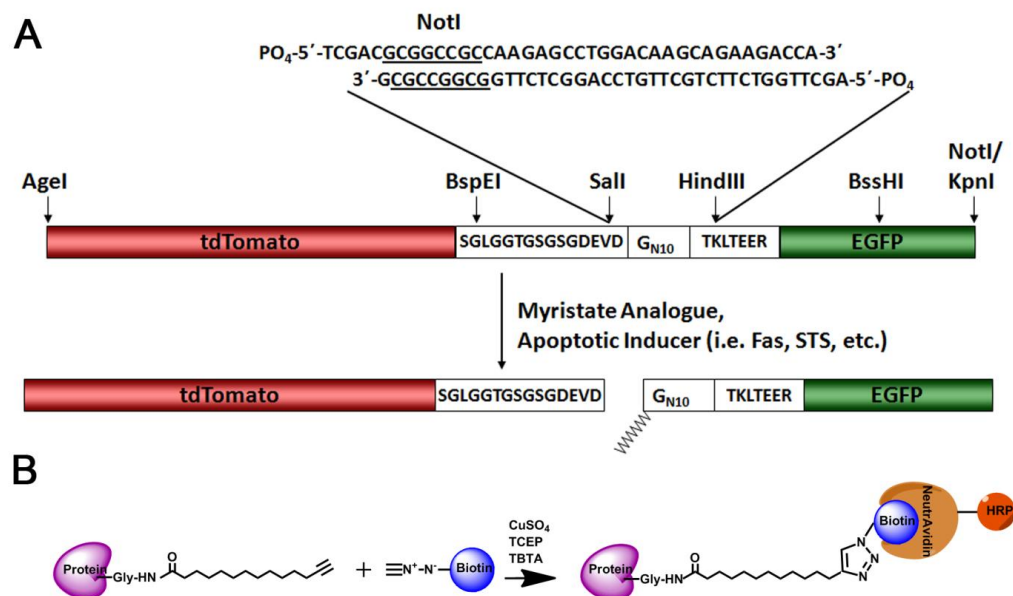 A
NotI
PO4-5´-TCGACGCGGCCGCCAAGAGCCTGGACAAGCAGAAGACCA-3´
3´-GCGCCGGCGGTTCTCGGACCTGTTCGTCTTCTGGTTCGA-5´-PO4
AgeI BspEI SalI HindIII BssHI NotI/
KpnI
tdTomato SGLGGTGSGSGDEVD GN10 TKLTEER EGFP
Myristate Analogue,
Apoptotic Inducer (i.e. Fas, STS, etc.)
tdTomato SGLGGTGSGSGDEVD GN10 TKLTEER EGFP
B
Protein Gly-HN O + N⁺-N⁻ Biotin
CuSO4
TCEP
TBTA
Protein Gly-HN O N N N Biotin NeutrAvidin HRP